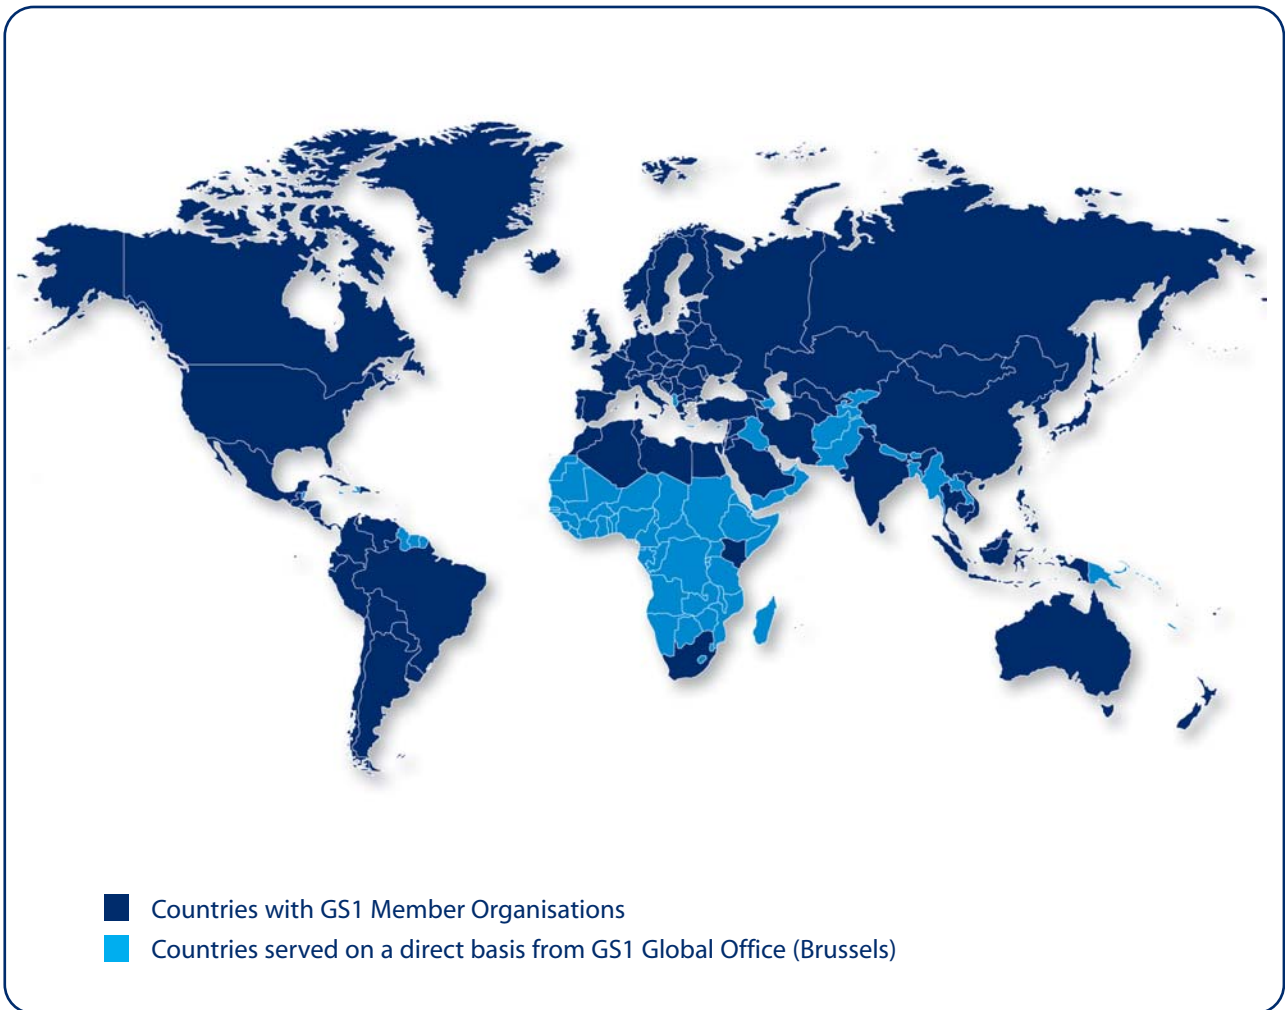 Countries with GS1 Member Organisations
Countries served on a direct basis from GS1 Global Office (Brussels)